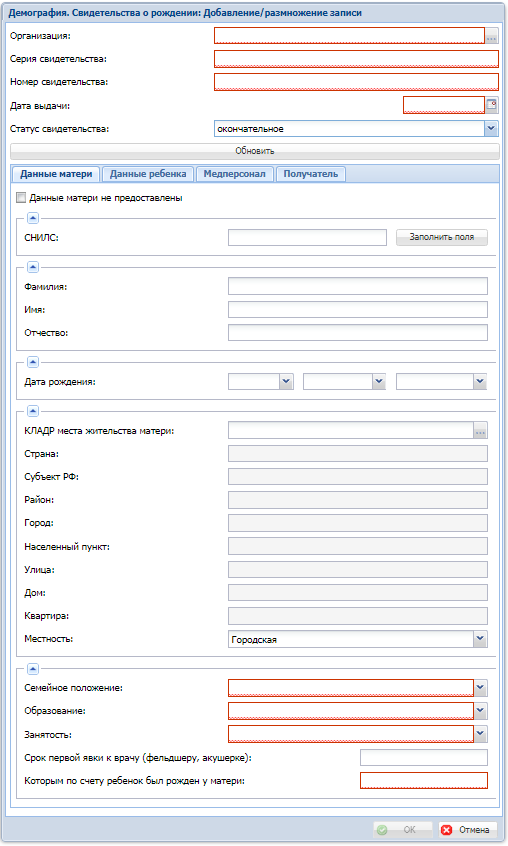 Демография. Свидетельства о рождении: Добавление/размножение записи
Организация:
Серия свидетельства:
Номер свидетельства:
Дата выдачи:
Статус свидетельства: окончательное
Обновить
Данные матери Данные ребенка Медперсонал Получатель
Данные матери не предоставлены
СНИЛС: Заполнить поля
Фамилия:
Имя:
Отчество:
Дата рождения:
КЛАДР места жительства матери:
Страна:
Субъект РФ:
Район:
Город:
Населенный пункт:
Улица:
Дом:
Квартира:
Местность: Городская
Семейное положение:
Образование:
Занятость:
Срок первой явки к врачу (фельдшеру, акушерке):
Которым по счету ребенок был рожден у матери:
ОК Отмена